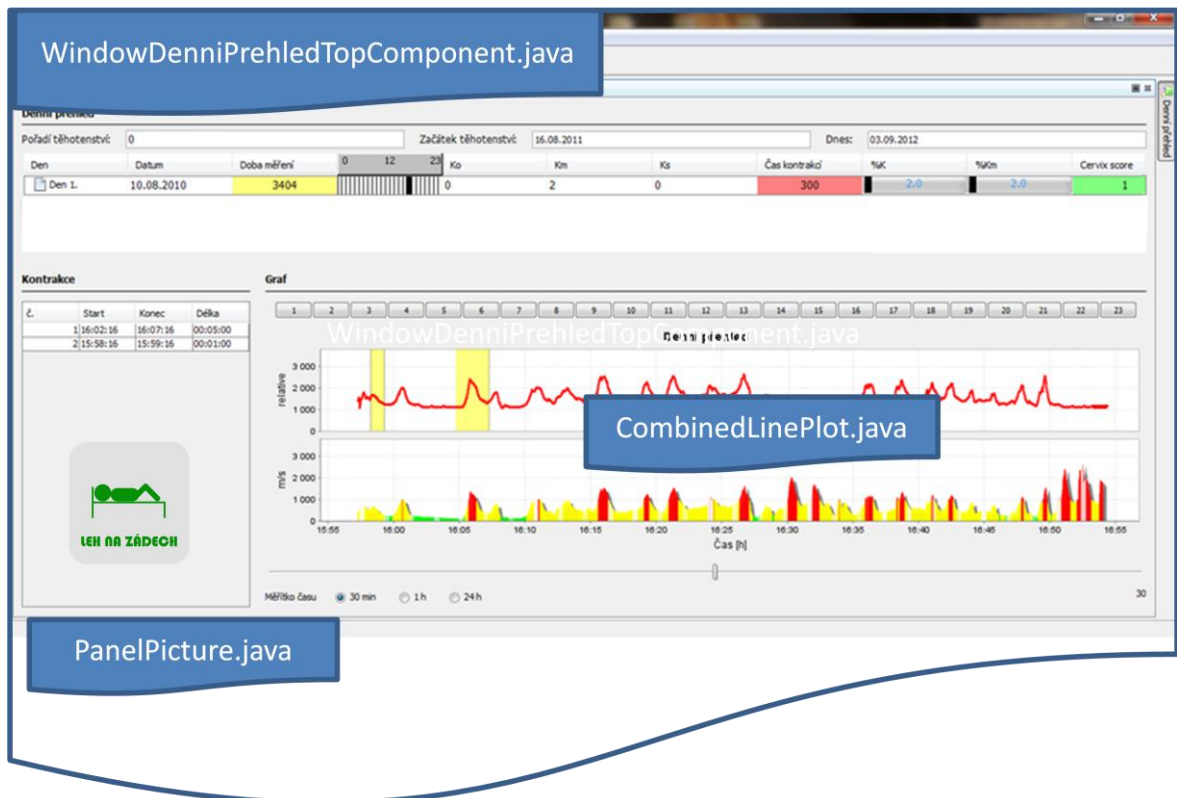 WindowDenniPrehledTopComponent.java
Denní přehled
Denní přehled
Pořadí těhotenství: 0 Začátek těhotenství: 16.08.2011 Dnes: 03.09.2012
Den Datum Doba měření 0 12 23 Ko Km Ks Čas kontrakcí %K %Km Cervix score
Den 1. 10.08.2010 3404 0 2 0 300 2.0 2.0 1
Kontrakce
Graf
č. Start Konec Délka
1 16:02:16 16:07:16 00:05:00
2 15:58:16 15:59:16 00:01:00
1 2 3 4 5 6 7 8 9 10 11 12 13 14 15 16 17 18 19 20 21 22 23
WindowDenniPrehledTopComponent.java
Denní přehled
relative
3 000
2 000
1 000
0
CombinedLinePlot.java
m/s
3 000
2 000
1 000
0
15:55 16:00 16:05 16:10 16:15 16:20 16:25 16:30 16:35 16:40 16:45 16:50 16:55
Čas [h]
LEH NA ZÁDECH
Měřítko času 30 min 1 h 24 h
30
PanelPicture.java